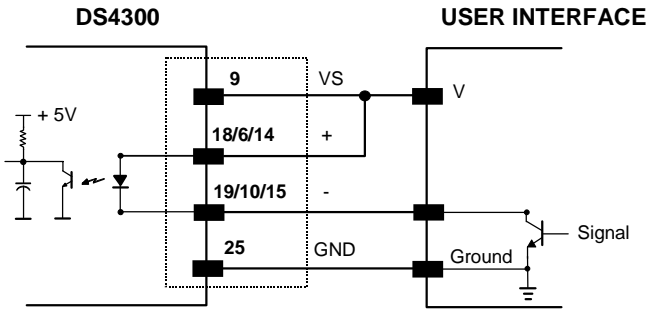 DS4300
USER INTERFACE
9
VS
V
+ 5V
18/6/14
+
19/10/15
-
Signal
25
GND
Ground